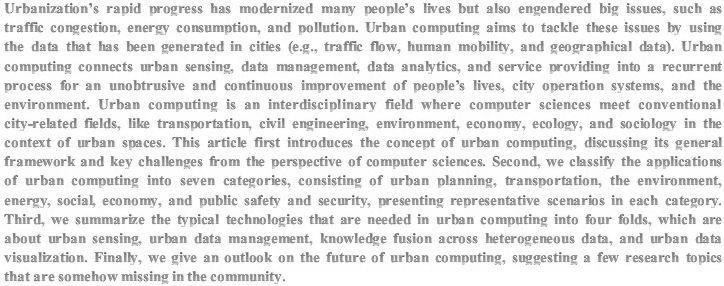 Urbanization's rapid progress has modernized many people's lives but also engendered big issues, such as
traffic congestion, energy consumption, and pollution. Urban computing aims to tackle these issues by using
the data that has been generated in cities (e.g., traffic flow, human mobility, and geographical data). Urban
computing connects urban sensing, data management, data analytics, and service providing into a recurrent
process for an unobtrusive and continuous improvement of people's lives, city operation systems, and the
environment. Urban computing is an interdisciplinary field where computer sciences meet conventional
city-related fields, like transportation, civil engineering, environment, economy, ecology, and sociology in the
context of urban spaces. This article first introduces the concept of urban computing, discussing its general
framework and key challenges from the perspective of computer sciences. Second, we classify the applications
of urban computing into seven categories, consisting of urban planning, transportation, the environment,
energy, social, economy, and public safety and security, presenting representative scenarios in each category.
Third, we summarize the typical technologies that are needed in urban computing into four folds, which are
about urban sensing, urban data management, knowledge fusion across heterogeneous data, and urban data
visualization. Finally, we give an outlook on the future of urban computing, suggesting a few research topics
that are somehow missing in the community.